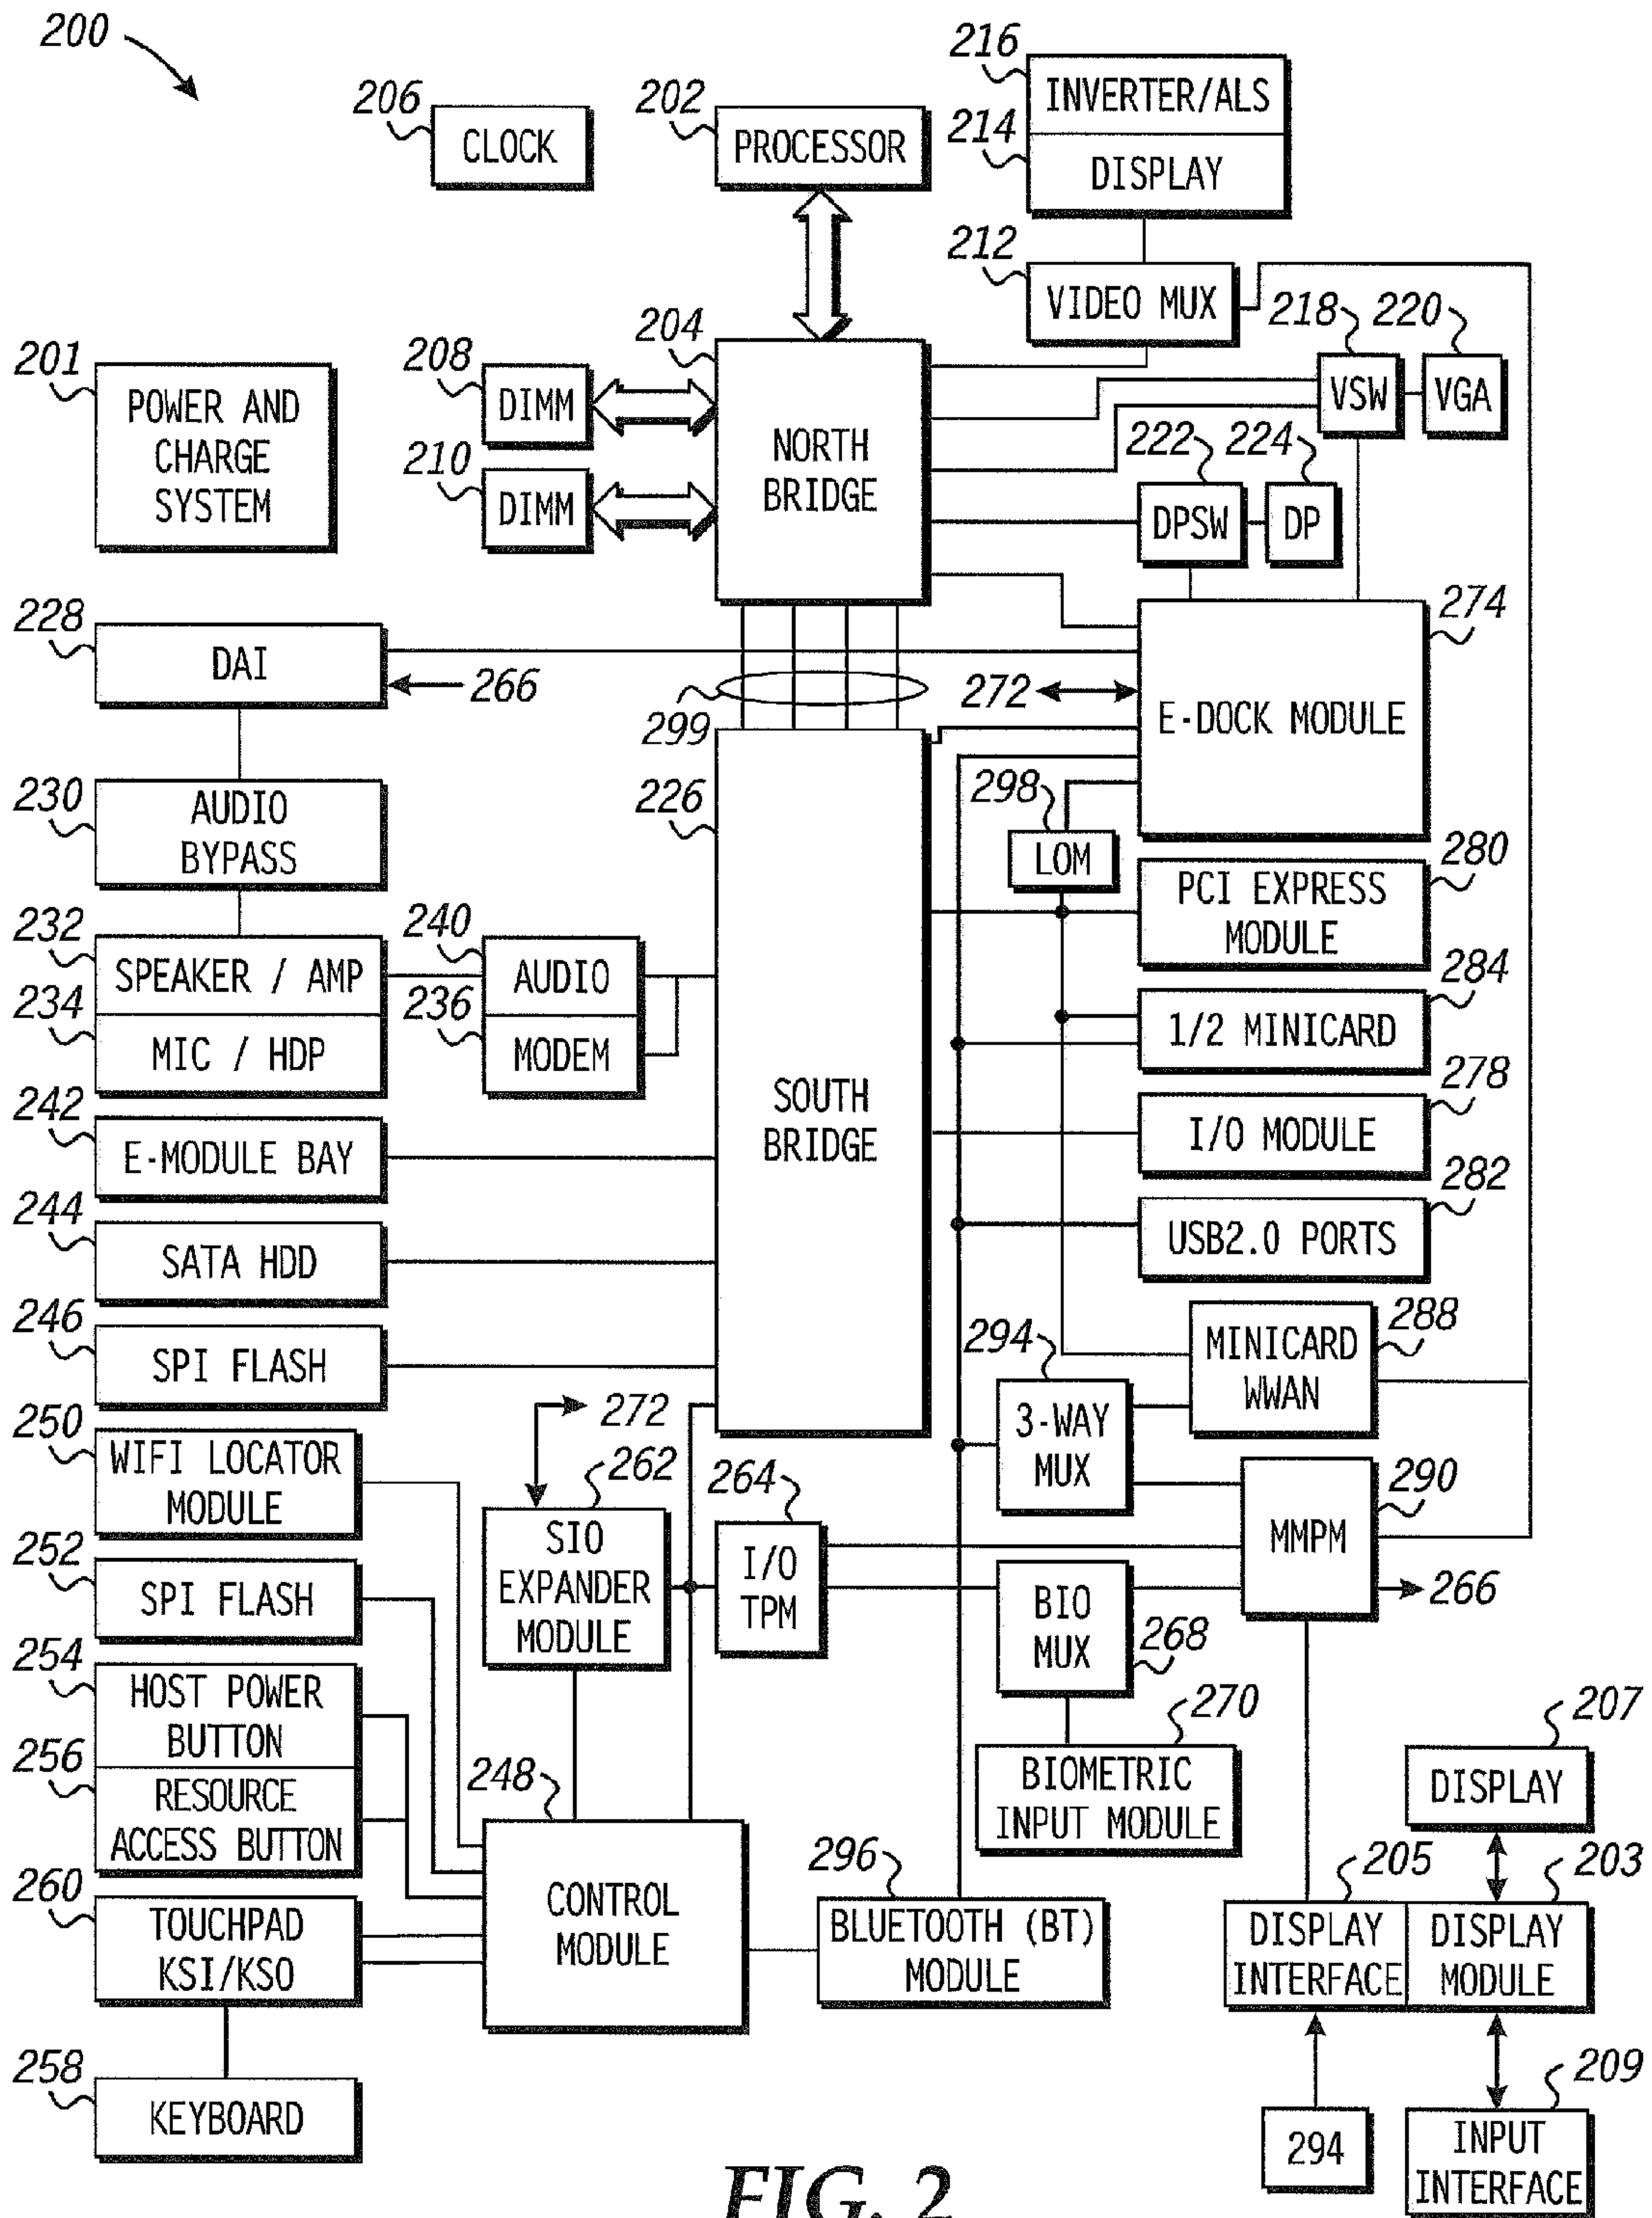 200
216
INVERTER/ALS
206
CLOCK
202
PROCESSOR
214
DISPLAY
212
VIDEO MUX
218
VSW
220
VGA
204
NORTH
BRIDGE
201
POWER AND
CHARGE
SYSTEM
208
DIMM
210
DIMM
222
DPSW
224
DP
228
DAI
266
299
272
274
E-DOCK MODULE
230
AUDIO
BYPASS
226
SOUTH
BRIDGE
298
LOM
280
PCI EXPRESS
MODULE
232
SPEAKER / AMP
234
MIC / HDP
240
AUDIO
236
MODEM
284
1/2 MINICARD
278
I/O MODULE
242
E-MODULE BAY
282
USB2.0 PORTS
244
SATA HDD
246
SPI FLASH
288
MINICARD
WWAN
294
3-WAY
MUX
250
WIFI LOCATOR
MODULE
272
262
SIO
EXPANDER
MODULE
264
I/O
TPM
290
MMPM
266
252
SPI FLASH
BIO
MUX
268
254
HOST POWER
BUTTON
256
RESOURCE
ACCESS BUTTON
270
BIOMETRIC
INPUT MODULE
207
DISPLAY
248
CONTROL
MODULE
260
TOUCHPAD
KSI/KSO
296
BLUETOOTH (BT)
MODULE
205
DISPLAY
INTERFACE
203
DISPLAY
MODULE
258
KEYBOARD
294
209
INPUT
INTERFACE
FIG. 2